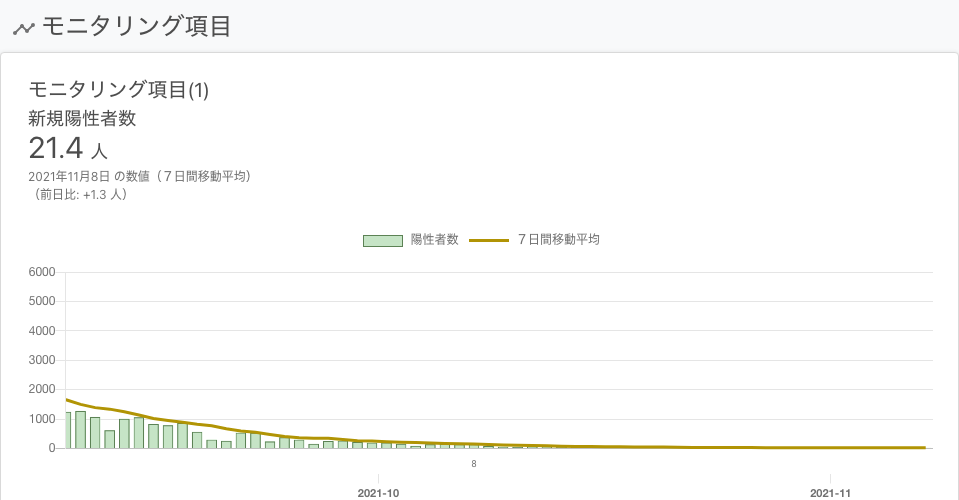 モニタリング項目
モニタリング項目(1)
新規陽性者数
21.4 人
2021年11月8日 の数値（７日間移動平均）
（前日比: +1.3 人）
陽性者数 ７日間移動平均
6000
5000
4000
3000
2000
1000
0
8
2021-10 2021-11